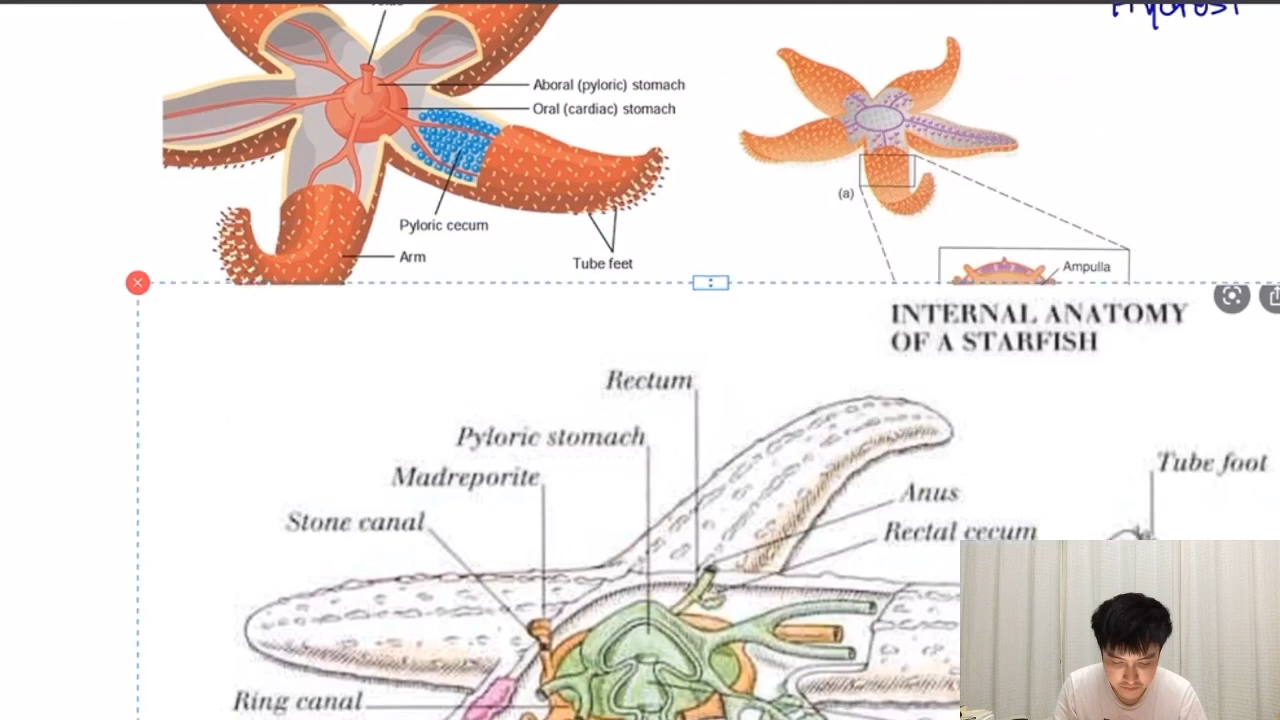 Aboral (pyloric) stomach
Oral (cardiac) stomach
Pyloric cecum
Arm
Tube feet
(a)
Ampulla
INTERNAL ANATOMY
OF A STARFISH
Rectum
Pyloric stomach
Madreporite
Stone canal
Anus
Rectal cecum
Tube foot
Ring canal